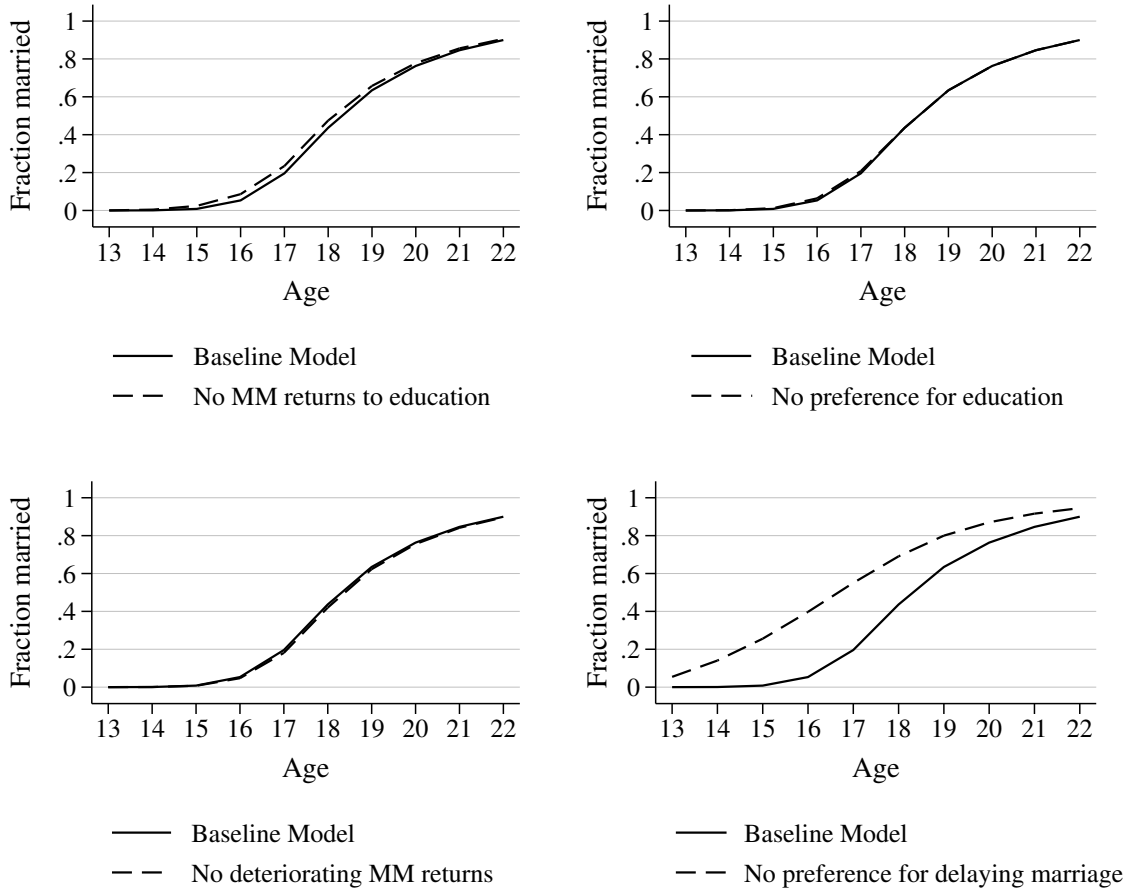 Fraction married
1
.8
.6
.4
.2
0
13 14 15 16 17 18 19 20 21 22
Age
Baseline Model
No MM returns to education
Fraction married
1
.8
.6
.4
.2
0
13 14 15 16 17 18 19 20 21 22
Age
Baseline Model
No preference for education
Fraction married
1
.8
.6
.4
.2
0
13 14 15 16 17 18 19 20 21 22
Age
Baseline Model
No deteriorating MM returns
Fraction married
1
.8
.6
.4
.2
0
13 14 15 16 17 18 19 20 21 22
Age
Baseline Model
No preference for delaying marriage